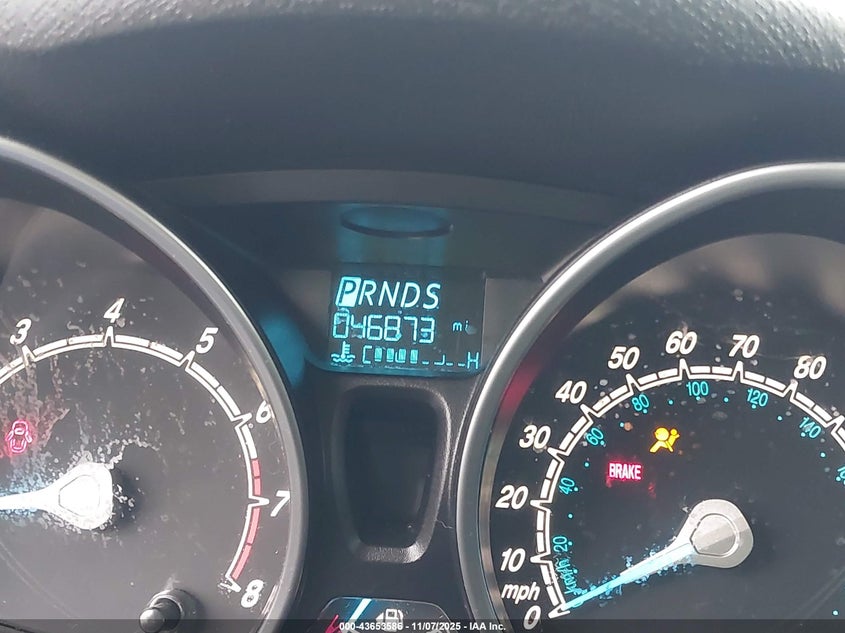 PRNDS
046873 mi
C H
3 4 5 6 7 8
0 10 20 30 40 50 60 70 80
mph
20 40 60 80 100 120 140
km/h
BRAKE
000-43653586 - 11/07/2025 - IAA Inc.